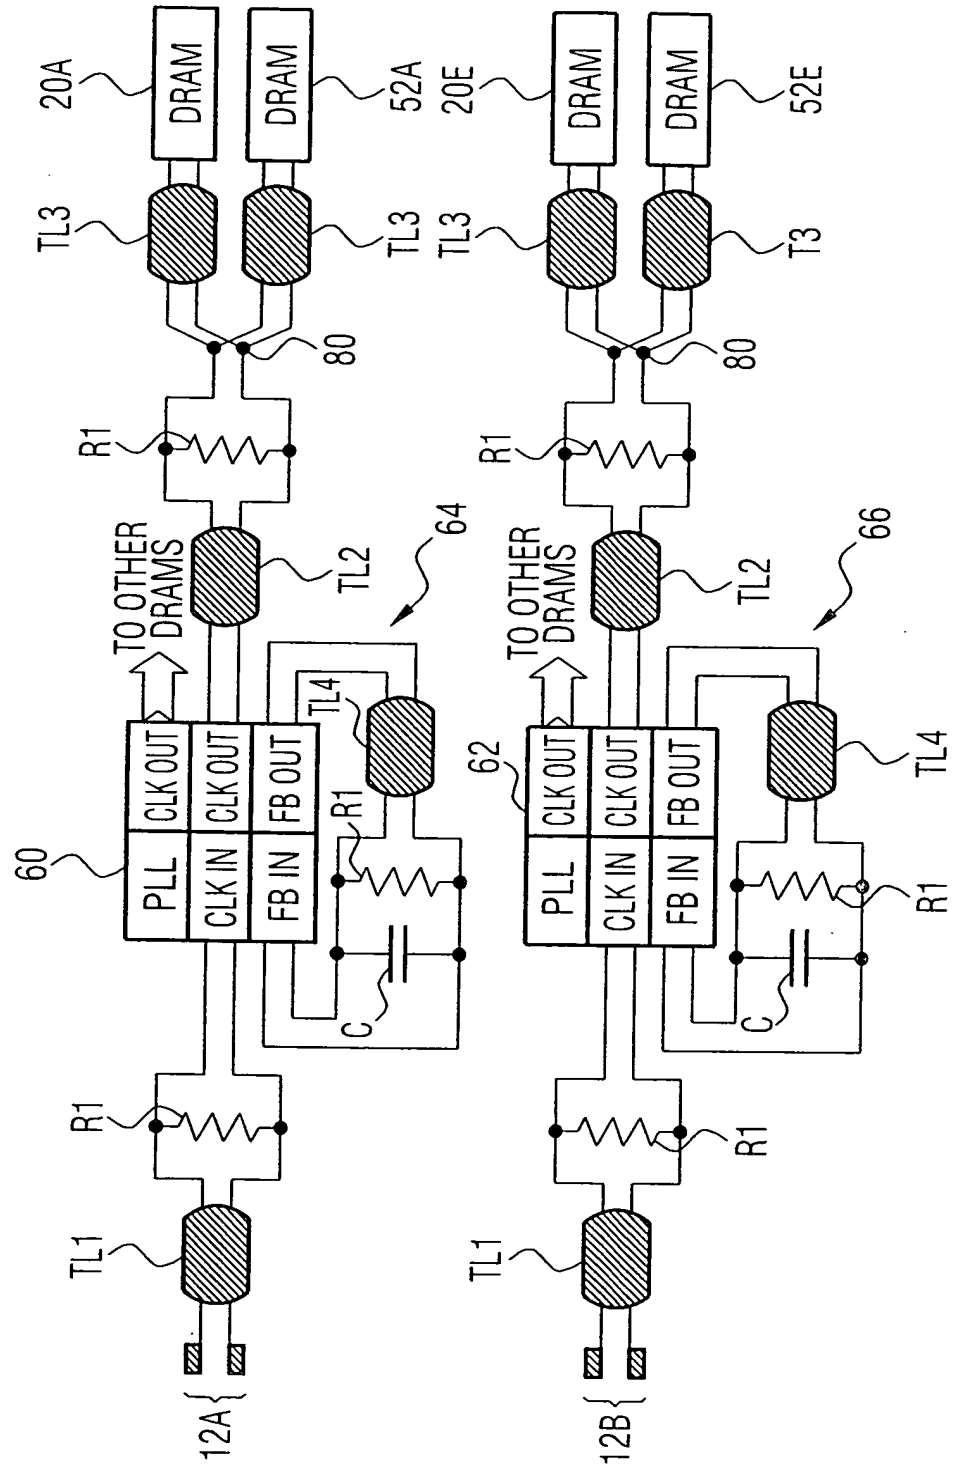 12A
TL1
R1
60
PLL
CLK OUT
CLK IN
CLK OUT
FB IN
FB OUT
TO OTHER
DRAMS
C
R1
TL4
64
TL2
R1
80
TL3
TL3
DRAM
20A
DRAM
52A
12B
TL1
R1
62
PLL
CLK OUT
CLK IN
CLK OUT
FB IN
FB OUT
TO OTHER
DRAMS
C
R1
TL4
66
TL2
R1
80
TL3
T3
DRAM
20E
DRAM
52E